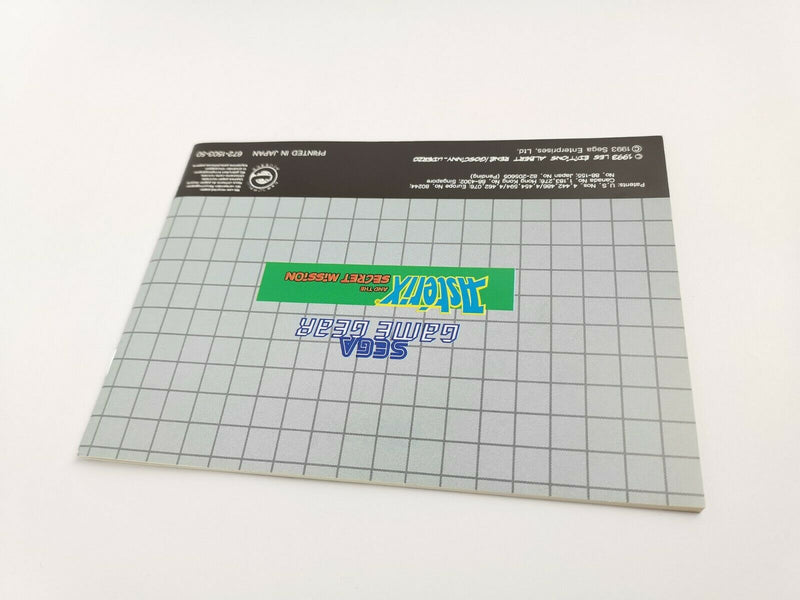 SEGA
GAME GEAR
Asterix
AND THE
SECRET MISSION
Patents: U.S. Nos. 4,442,486/4,454,594/4,462,076; Europe No. 80244;
Canada No. 1,183,276; Hong Kong No. 88-4302; Singapore
No. 88-155; Japan No. 82-205605 (Pending)
© 1993 LES EDITIONS ALBERT RENÉ/GOSCINNY-UDERZO
© 1993 Sega Enterprises, Ltd.
PRINTED IN JAPAN
672-1503-50